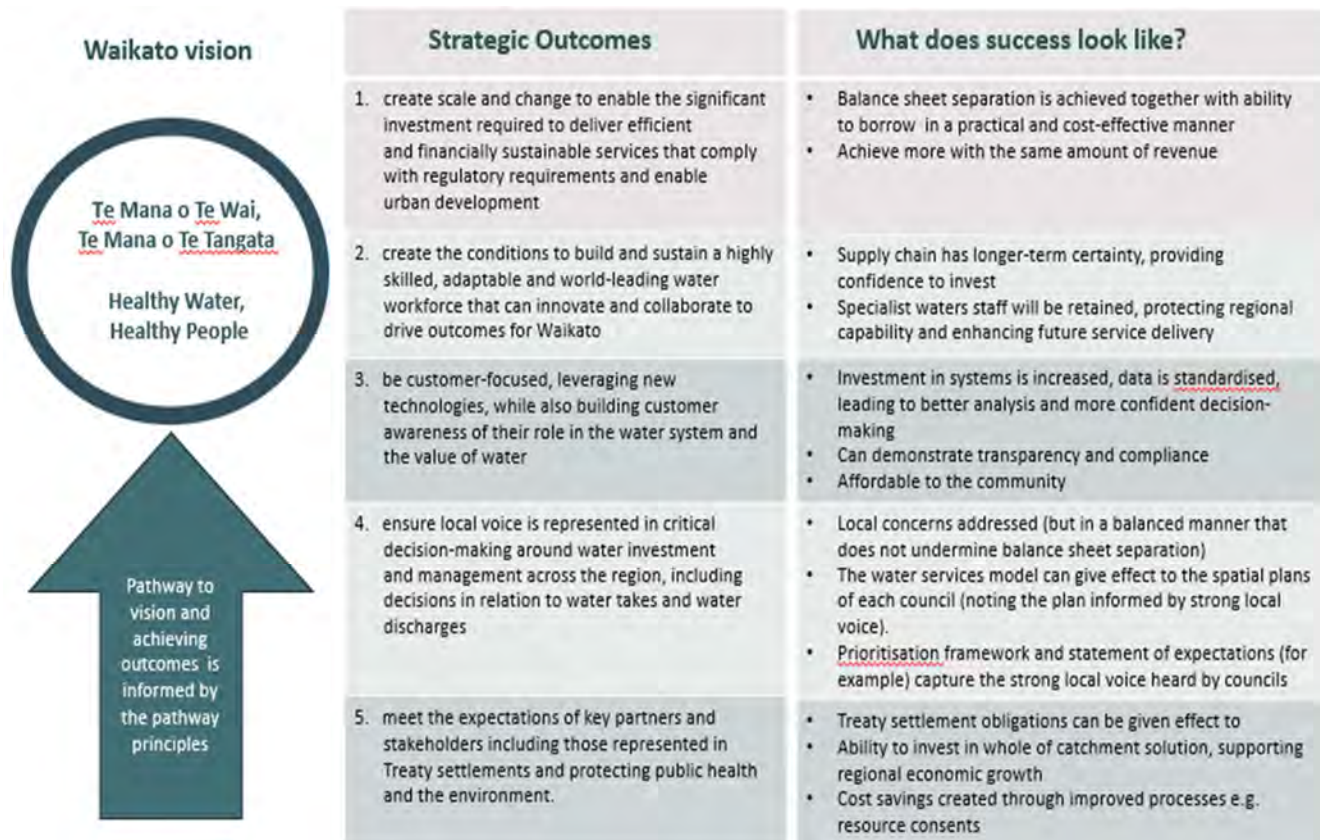 Waikato vision
Te Mana o Te Wai,
Te Mana o Te Tangata
Healthy Water,
Healthy People
Pathway to
vision and
achieving
outcomes is
informed by
the pathway
principles
Strategic Outcomes
What does success look like?
1. create scale and change to enable the significant
investment required to deliver efficient
and financially sustainable services that comply
with regulatory requirements and enable
urban development
• Balance sheet separation is achieved together with ability
to borrow in a practical and cost-effective manner
• Achieve more with the same amount of revenue
2. create the conditions to build and sustain a highly
skilled, adaptable and world-leading water
workforce that can innovate and collaborate to
drive outcomes for Waikato
• Supply chain has longer-term certainty, providing
confidence to invest
• Specialist waters staff will be retained, protecting regional
capability and enhancing future service delivery
3. be customer-focused, leveraging new
technologies, while also building customer
awareness of their role in the water system and
the value of water
• Investment in systems is increased, data is standardised,
leading to better analysis and more confident decision-
making
• Can demonstrate transparency and compliance
• Affordable to the community
4. ensure local voice is represented in critical
decision-making around water investment
and management across the region, including
decisions in relation to water takes and water
discharges
• Local concerns addressed (but in a balanced manner that
does not undermine balance sheet separation)
• The water services model can give effect to the spatial plans
of each council (noting the plan informed by strong local
voice).
• Prioritisation framework and statement of expectations (for
example) capture the strong local voice heard by councils
5. meet the expectations of key partners and
stakeholders including those represented in
Treaty settlements and protecting public health
and the environment.
• Treaty settlement obligations can be given effect to
• Ability to invest in whole of catchment solution, supporting
regional economic growth
• Cost savings created through improved processes e.g.
resource consents